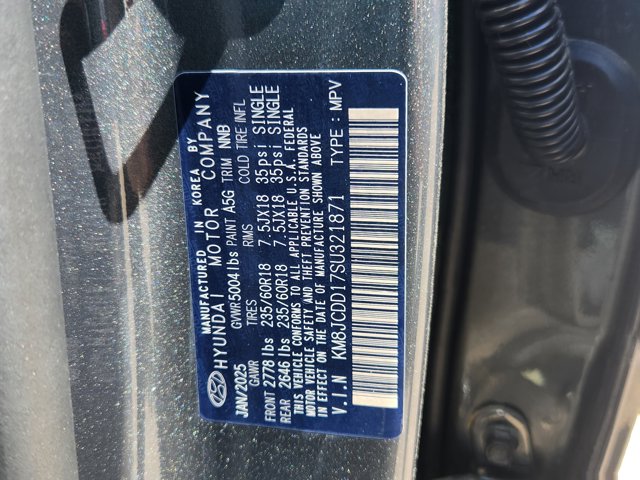 MANUFACTURED IN KOREA BY
HYUNDAI MOTOR COMPANY
JAN/2025 GVWR 5004 lbs PAINT A5G TRIM NNB
GAWR TIRES RIMS COLD TIRE INFL
FRONT 2778 lbs 235/60R18 7.5JX18 35psi SINGLE
REAR 2646 lbs 235/60R18 7.5JX18 35psi SINGLE
THIS VEHICLE CONFORMS TO ALL APPLICABLE U.S.A. FEDERAL
MOTOR VEHICLE SAFETY AND THEFT PREVENTION STANDARDS
IN EFFECT ON THE DATE OF MANUFACTURE SHOWN ABOVE
V.I.N KM8JCDD17SU321871 TYPE : MPV